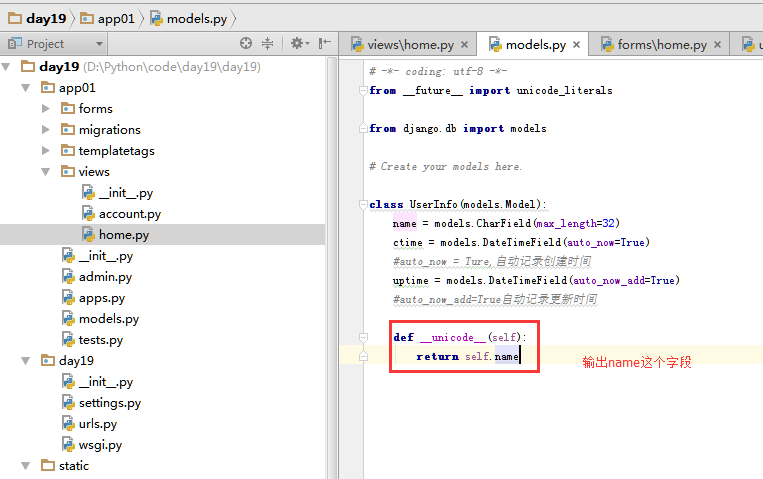 day19 app01 models.py
Project
views\home.py
models.py
forms\home.py
day19 (D:\Python\code\day19\day19)
app01
forms
migrations
templatetags
views
__init__.py
account.py
home.py
__init__.py
admin.py
apps.py
models.py
tests.py
day19
__init__.py
settings.py
urls.py
wsgi.py
static
# -*- coding: utf-8 -*-
from __future__ import unicode_literals
from django.db import models
# Create your models here.
class UserInfo(models.Model):
name = models.CharField(max_length=32)
ctime = models.DateTimeField(auto_now=True)
#auto_now = Ture,自动记录创建时间
uptime = models.DateTimeField(auto_now_add=True)
#auto_now_add=True自动记录更新时间
def __unicode__(self):
return self.name
输出name这个字段